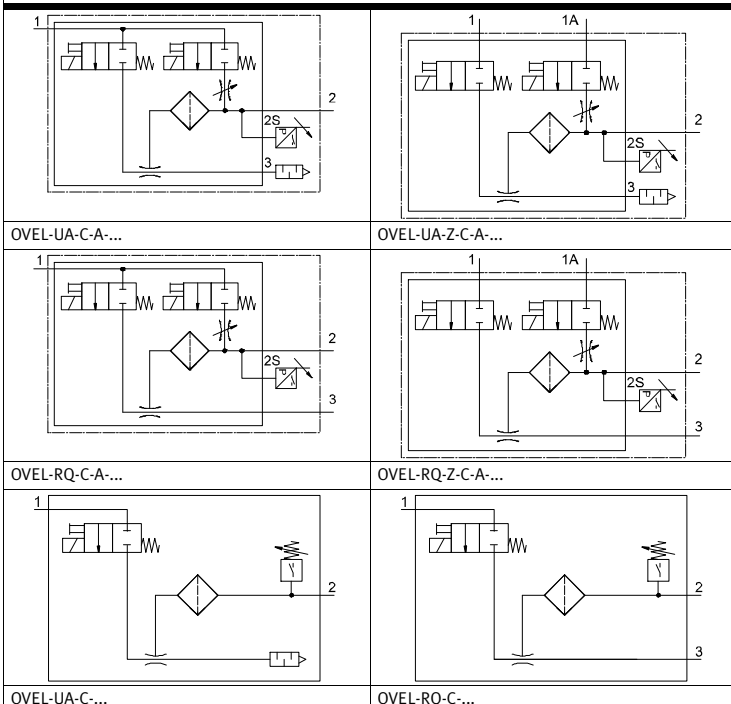 1
2
2S
P
3
1 1A
2
2S
P
3
OVEL-UA-C-A-... OVEL-UA-Z-C-A-...
1
2
2S
P
3
1 1A
2
2S
P
3
OVEL-RQ-C-A-... OVEL-RQ-Z-C-A-...
1
2
1
2
3
OVEL-UA-C-... OVEL-RQ-C-...